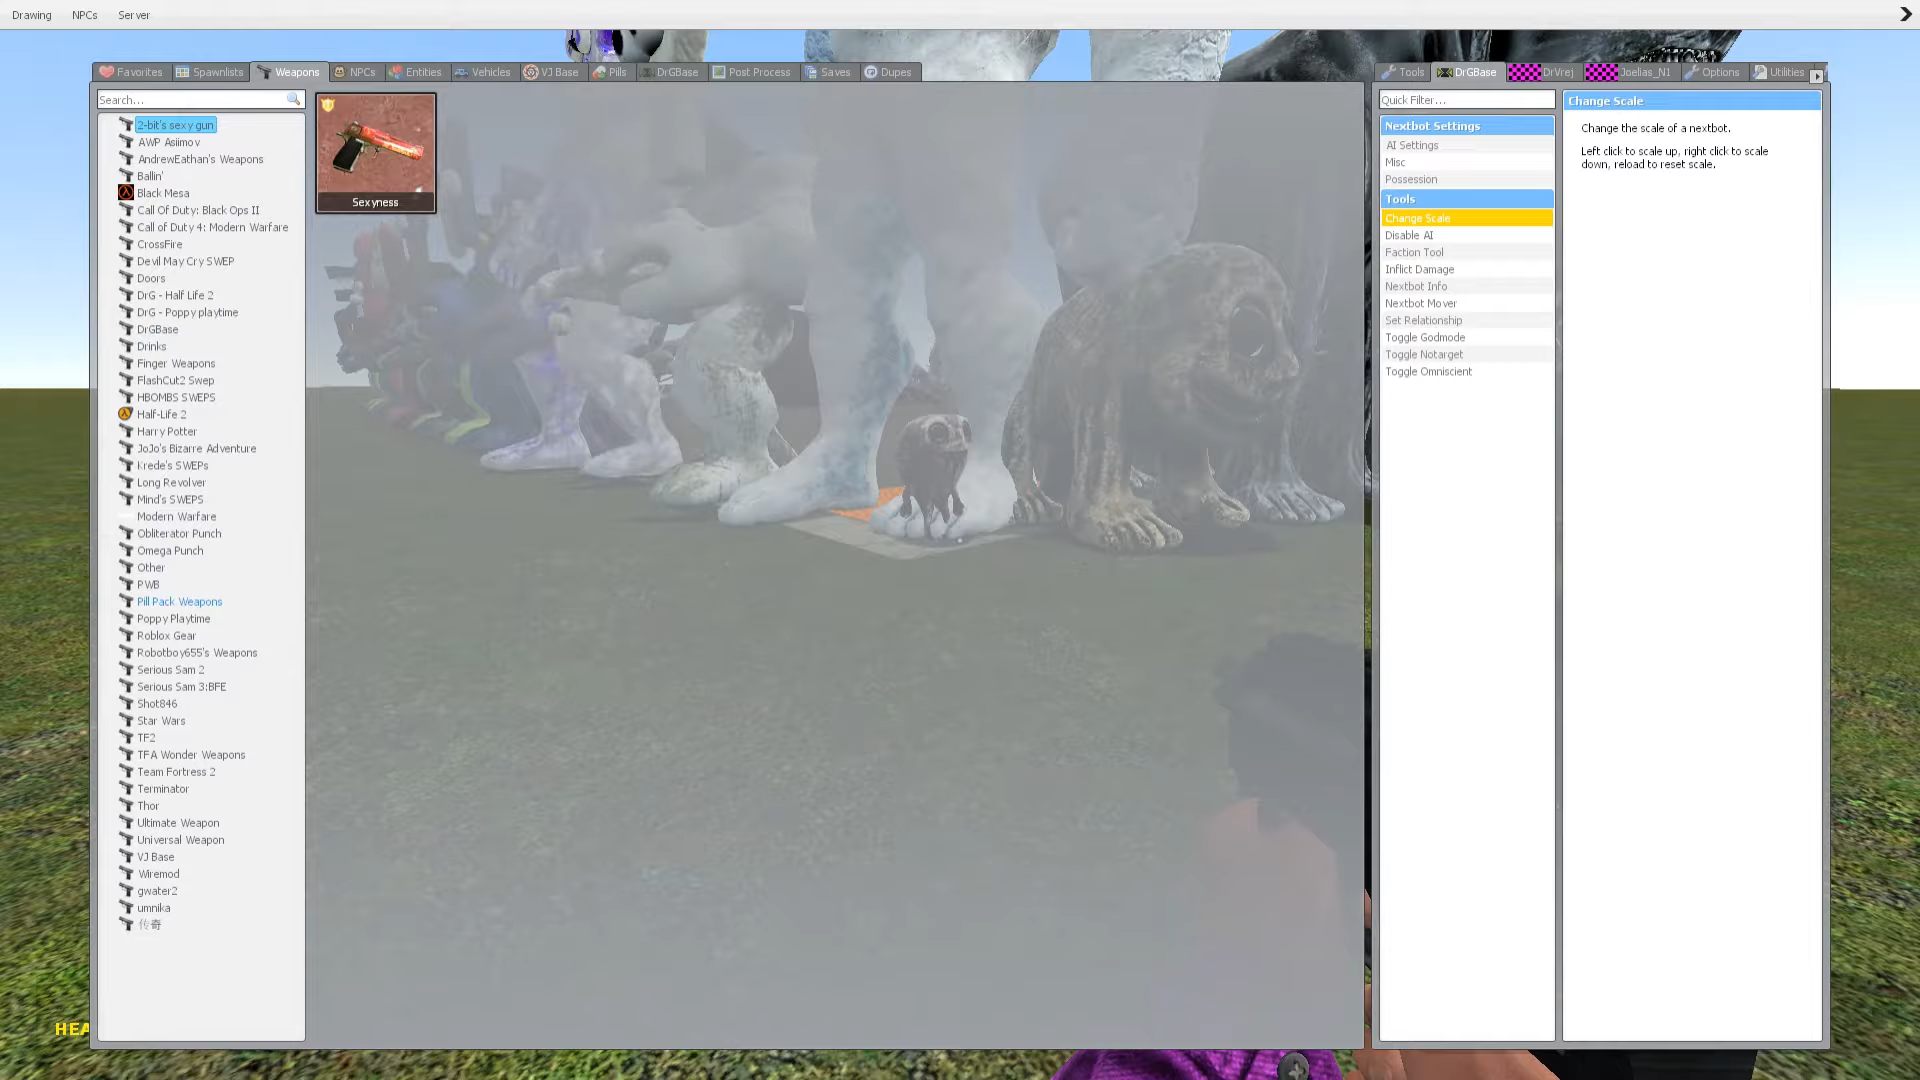 Drawing NPCs Server
Favorites Spawnlists Weapons NPCs Entities Vehicles VJ Base Pills DrGBase Post Process Saves Dupes
Search...
2-bit's sexy gun
AWP Asiimov
AndrewEathan's Weapons
Ballin'
Black Mesa
Call Of Duty: Black Ops II
Call of Duty 4: Modern Warfare
CrossFire
Devil May Cry SWEP
Doors
DrG - Half Life 2
DrG - Poppy playtime
DrGBase
Drinks
Finger Weapons
FlashCut2 Swep
HBOMBS SWEPS
Half-Life 2
Harry Potter
JoJo's Bizarre Adventure
Krede's SWEPs
Long Revolver
Mind's SWEPS
Modern Warfare
Obliterator Punch
Omega Punch
Other
PWB
Pill Pack Weapons
Poppy Playtime
Roblox Gear
Robotboy655's Weapons
Serious Sam 2
Serious Sam 3:BFE
Shot846
Star Wars
TF2
TFA Wonder Weapons
Team Fortress 2
Terminator
Thor
Ultimate Weapon
Universal Weapon
VJ Base
Wiremod
gwater2
umnika
传奇
Sexyness
HEA
Tools DrGBase DrVrej Joelias_N1 Options Utilities
Quick Filter...
Nextbot Settings
AI Settings
Misc
Possession
Tools
Change Scale
Disable AI
Faction Tool
Inflict Damage
Nextbot Info
Nextbot Mover
Set Relationship
Toggle Godmode
Toggle Notarget
Toggle Omniscient
Change Scale
Change the scale of a nextbot.
Left click to scale up, right click to scale
down, reload to reset scale.